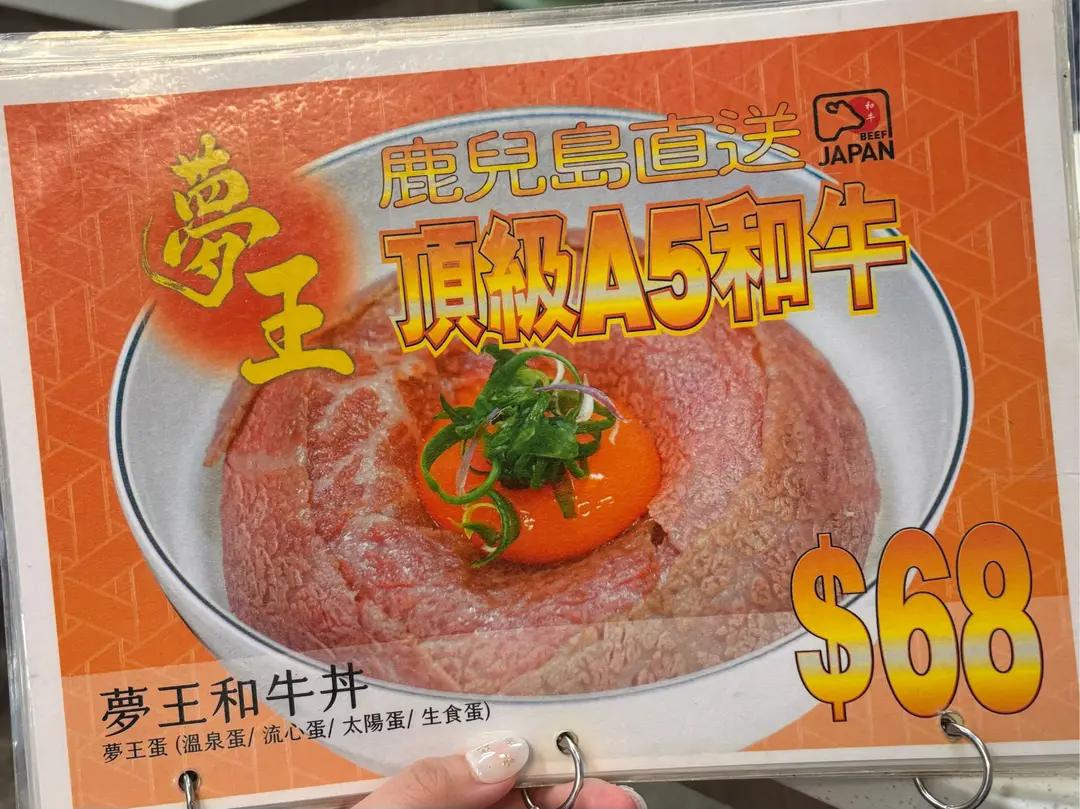 夢王
鹿兒島直送
和牛
BEEF
JAPAN
頂級A5和牛
$68
夢王和牛丼
夢王蛋 (溫泉蛋/ 流心蛋/ 太陽蛋/ 生食蛋)